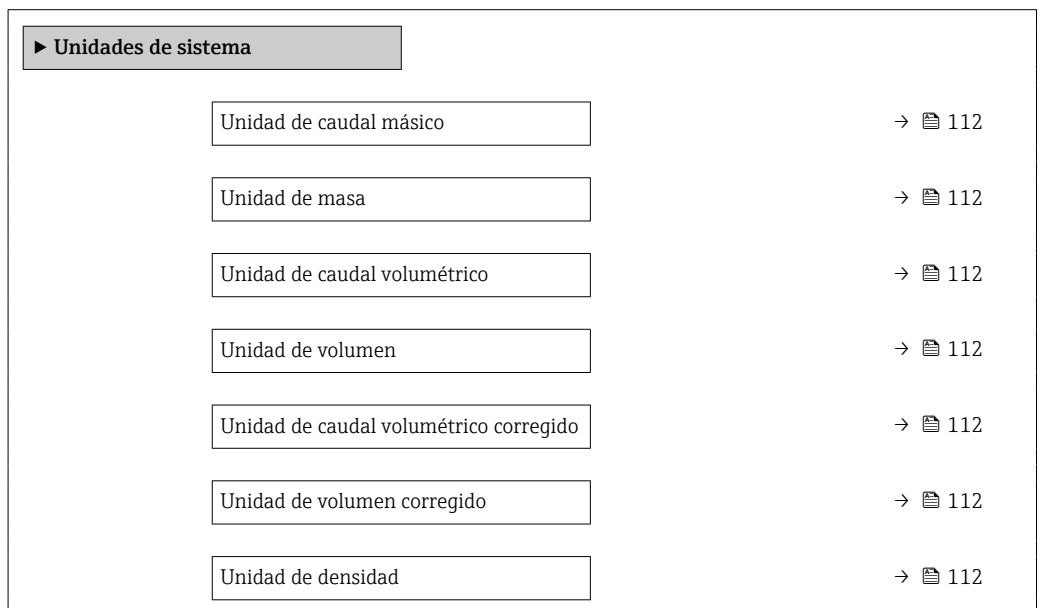 ▶ Unidades de sistema
Unidad de caudal másico → 112
Unidad de masa → 112
Unidad de caudal volumétrico → 112
Unidad de volumen → 112
Unidad de caudal volumétrico corregido → 112
Unidad de volumen corregido → 112
Unidad de densidad → 112